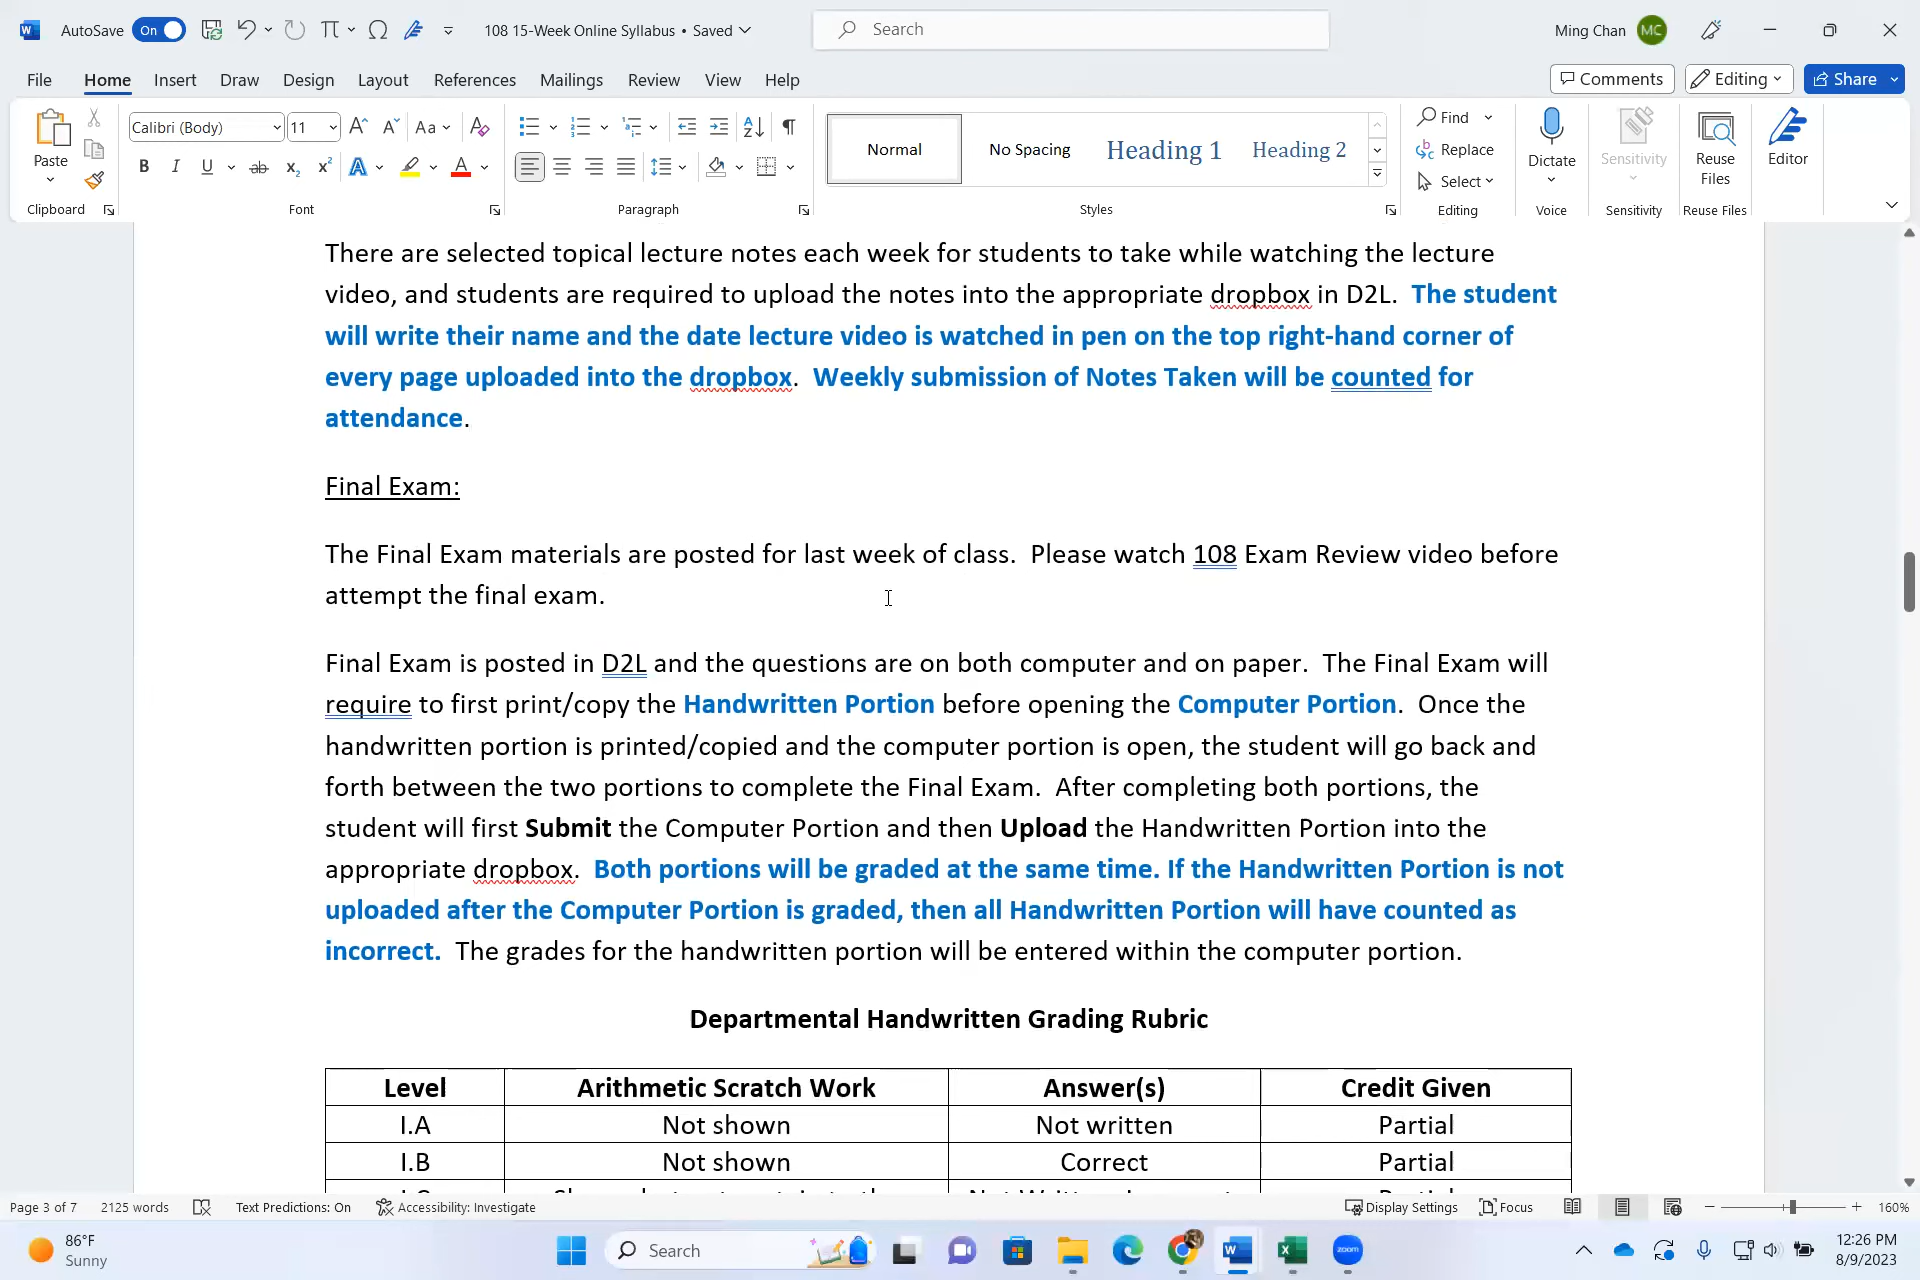 AutoSave On 108 15-Week Online Syllabus • Saved Search Ming Chan MC
File Home Insert Draw Design Layout References Mailings Review View Help Comments Editing Share
Paste Calibri (Body) 11 Normal No Spacing Heading 1 Heading 2 Find Replace Select Dictate Sensitivity Reuse Files Editor
Clipboard Font Paragraph Styles Editing Voice Sensitivity Reuse Files
There are selected topical lecture notes each week for students to take while watching the lecture
video, and students are required to upload the notes into the appropriate dropbox in D2L. The student
will write their name and the date lecture video is watched in pen on the top right-hand corner of
every page uploaded into the dropbox. Weekly submission of Notes Taken will be counted for
attendance.
Final Exam:
The Final Exam materials are posted for last week of class. Please watch 108 Exam Review video before
attempt the final exam.
Final Exam is posted in D2L and the questions are on both computer and on paper. The Final Exam will
require to first print/copy the Handwritten Portion before opening the Computer Portion. Once the
handwritten portion is printed/copied and the computer portion is open, the student will go back and
forth between the two portions to complete the Final Exam. After completing both portions, the
student will first Submit the Computer Portion and then Upload the Handwritten Portion into the
appropriate dropbox. Both portions will be graded at the same time. If the Handwritten Portion is not
uploaded after the Computer Portion is graded, then all Handwritten Portion will have counted as
incorrect. The grades for the handwritten portion will be entered within the computer portion.
Departmental Handwritten Grading Rubric
Level Arithmetic Scratch Work Answer(s) Credit Given
I.A Not shown Not written Partial
I.B Not shown Correct Partial
Page 3 of 7 2125 words Text Predictions: On Accessibility: Investigate Display Settings Focus 160%
86°F Search 12:26 PM
Sunny 8/9/2023